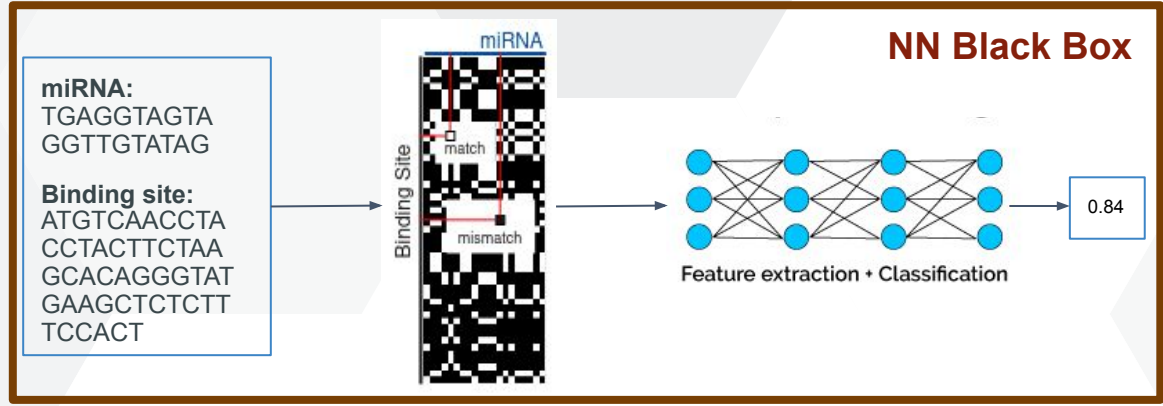 NN Black Box
miRNA:
TGAGGTAGTA
GGTTGTATAG
Binding site:
ATGTCAACCTA
CCTACTTCTAA
GCACAGGGTAT
GAAGCTCTCTT
TCCACT
miRNA
Binding Site
match
mismatch
Feature extraction + Classification
0.84